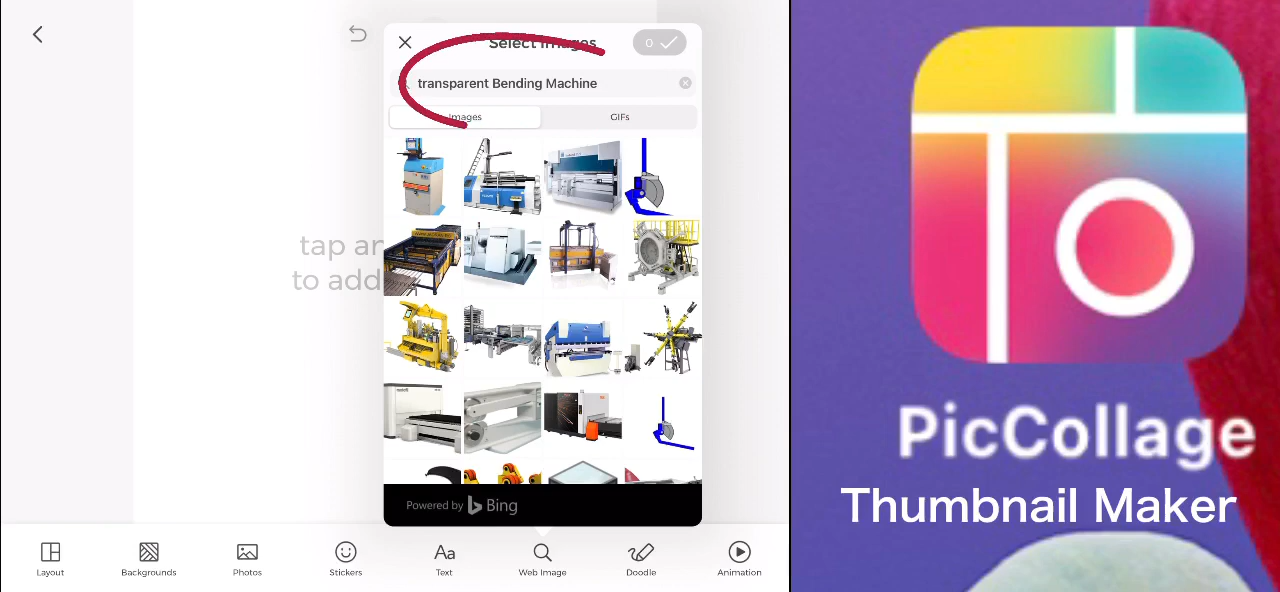 Select Images
0
transparent Bending Machine
Images
GIFs
tap an
to add
Powered by Bing
Layout
Backgrounds
Photos
Stickers
Aa
Text
Web Image
Doodle
Animation
PicCollage
Thumbnail Maker